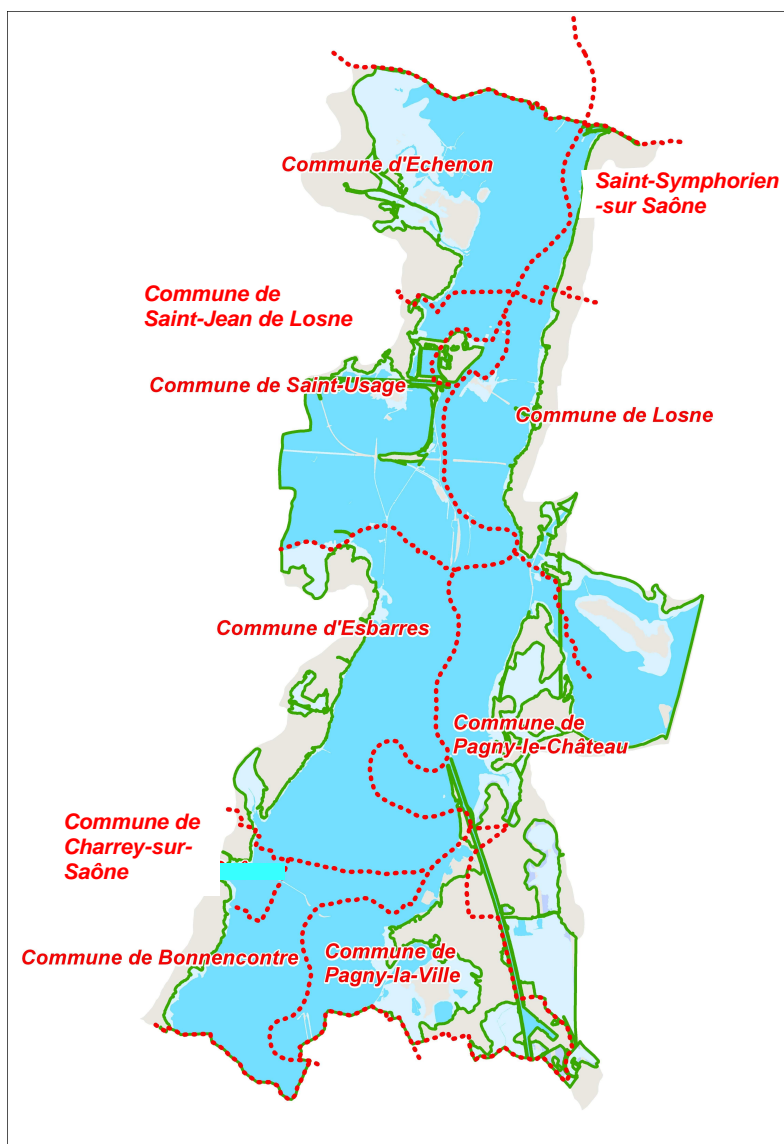 Commune d'Echenon
Saint-Symphorien
-sur Saône
Commune de
Saint-Jean de Losne
Commune de Saint-Usage
Commune de Losne
Commune d'Esbarres
Commune de
Pagny-le-Château
Commune de
Charrey-sur-
Saône
Commune de Bonnencontre
Commune de
Pagny-la-Ville